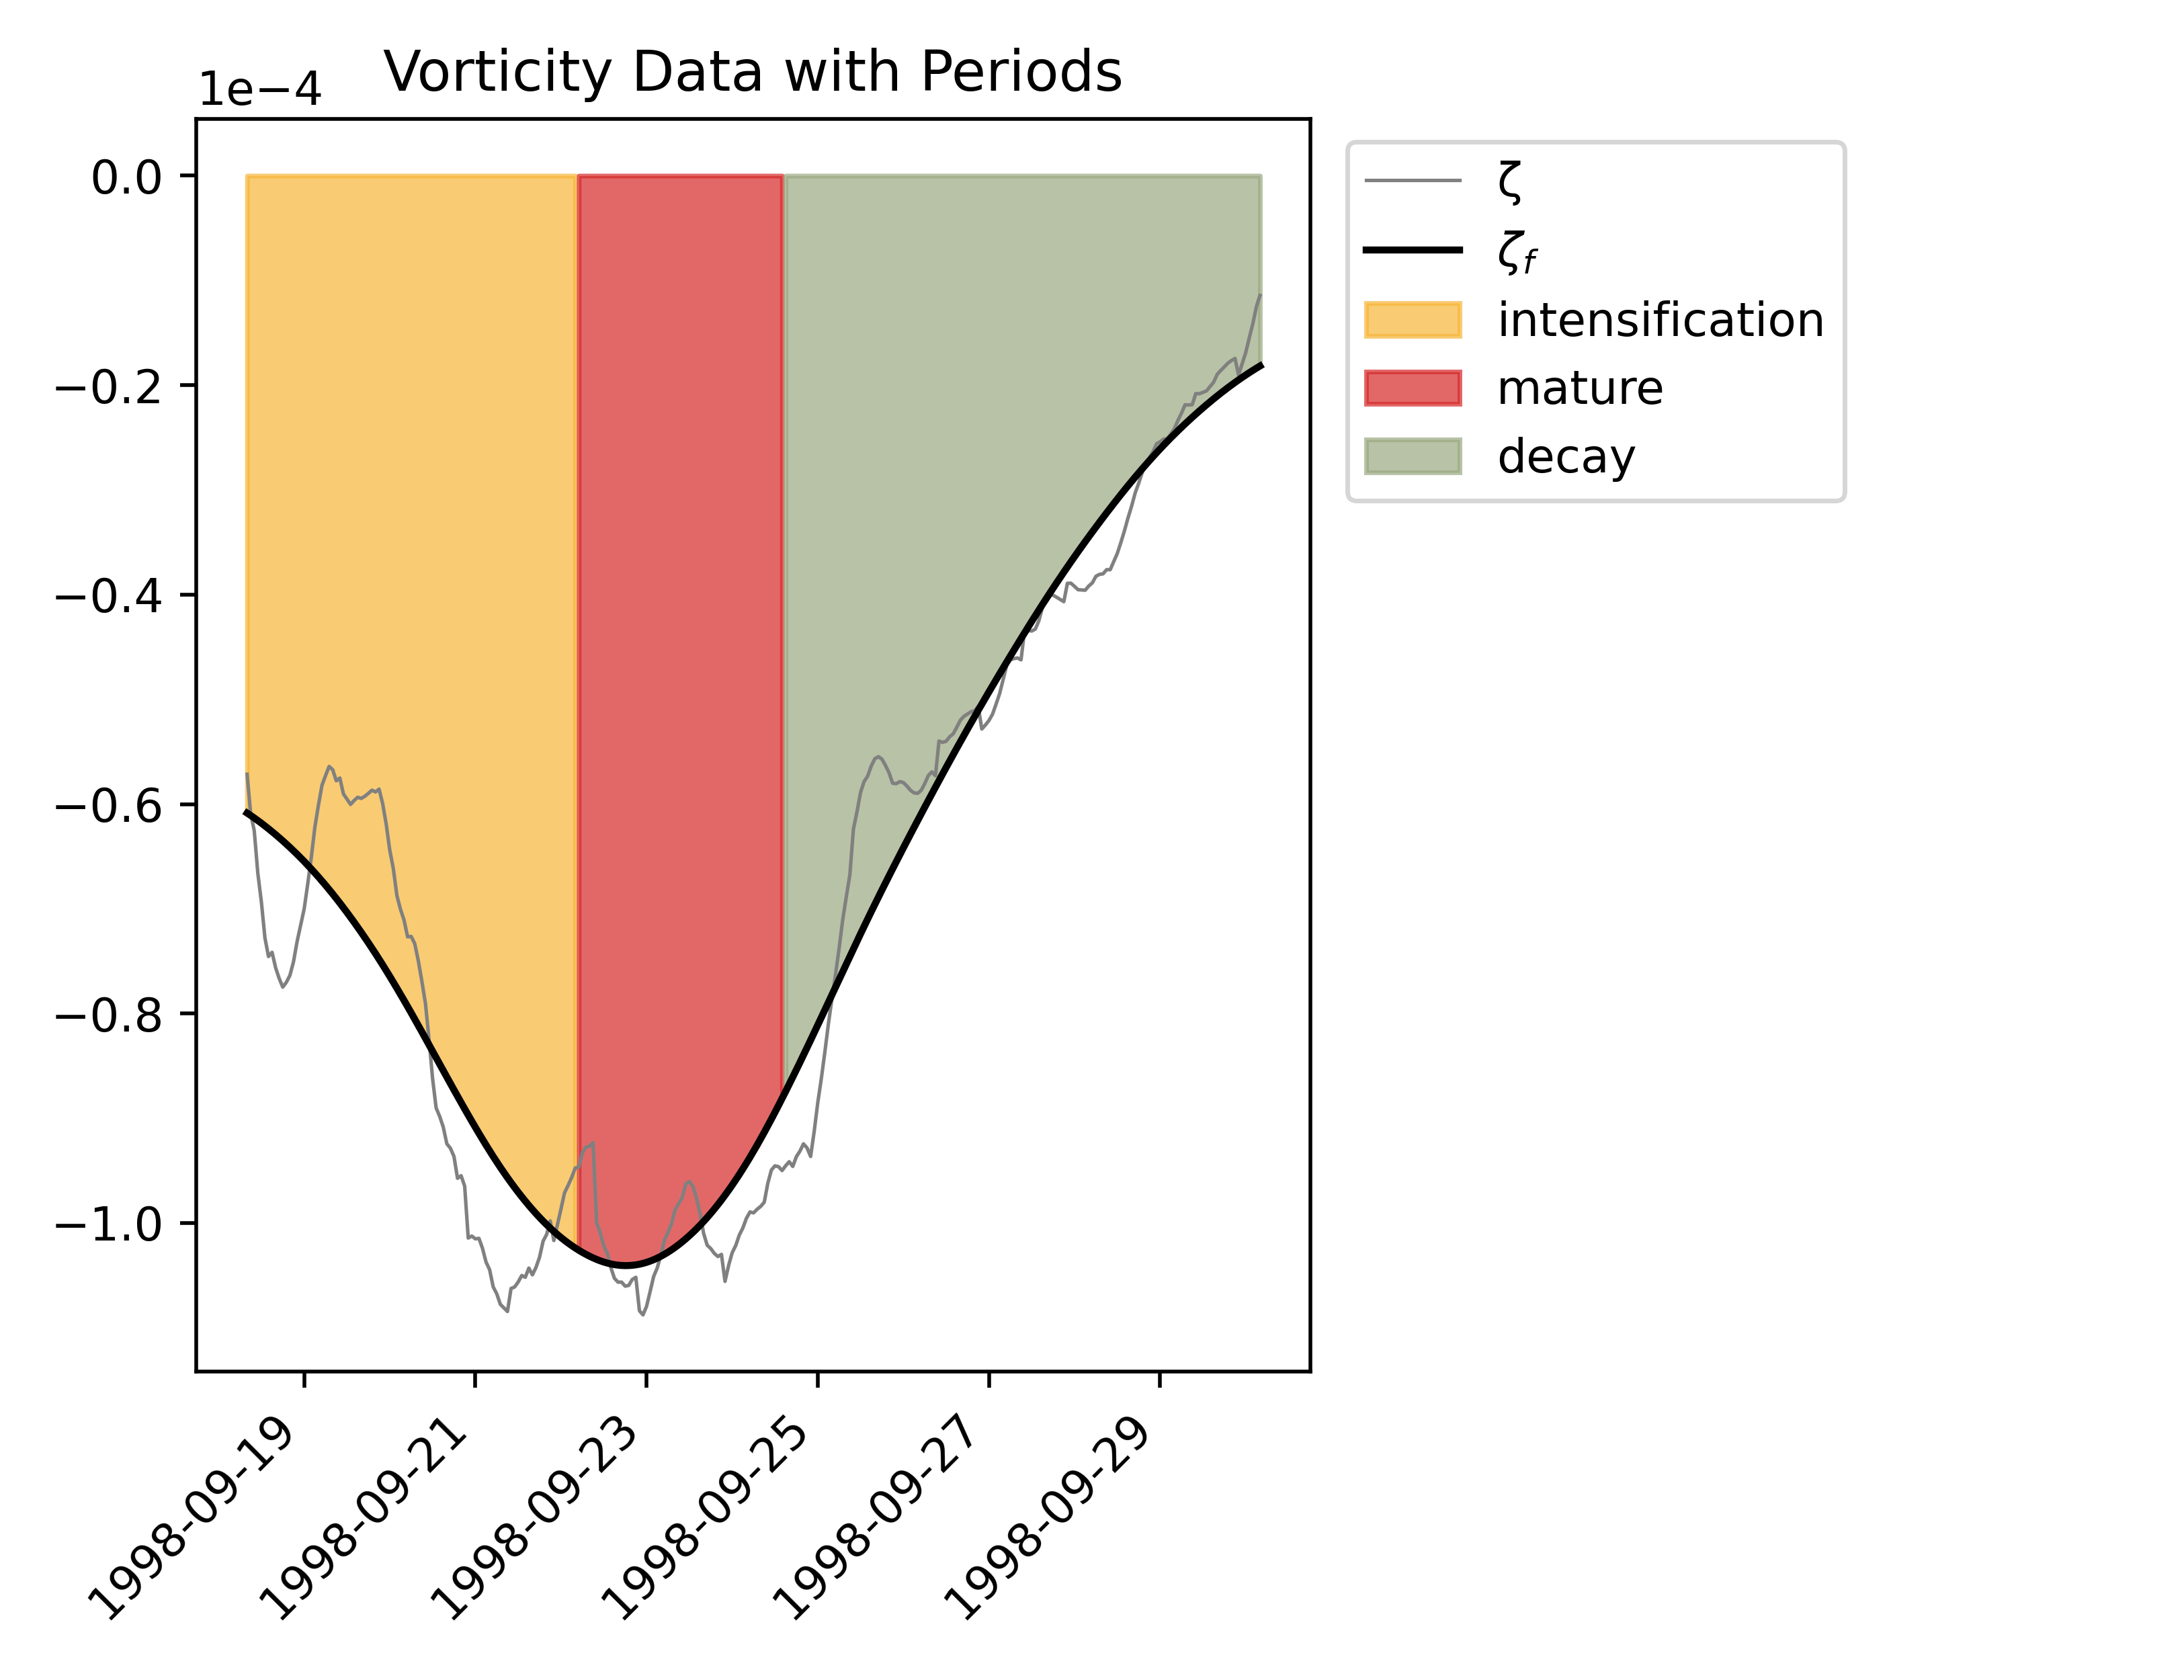 Vorticity Data with Periods
1e−4
0.0
−0.2
−0.4
−0.6
−0.8
−1.0
1998-09-19
1998-09-21
1998-09-23
1998-09-25
1998-09-27
1998-09-29
ζ
ζf
intensification
mature
decay